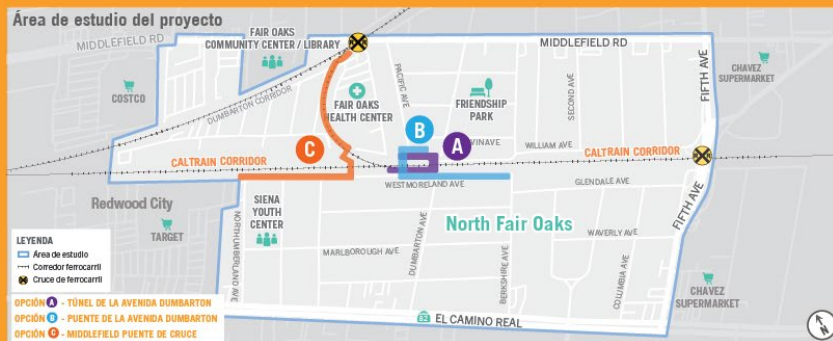 Área de estudio del proyecto
MIDDLEFIELD RD
FAIR OAKS
COMMUNITY CENTER / LIBRARY
MIDDLEFIELD RD
COSTCO
DUMBARTON CORRIDOR
PACIFIC AVE
FAIR OAKS
HEALTH CENTER
FRIENDSHIP
PARK
SECOND AVE
FIFTH AVE
CHAVEZ
SUPERMARKET
B
A
VINAVE
WILLIAM AVE
C
CALTRAIN CORRIDOR
CALTRAIN CORRIDOR
WESTMORELAND AVE
GLENDALE AVE
Redwood City
SIENA
YOUTH
CENTER
NORTHUMBERLAND AVE
TARGET
North Fair Oaks
WAVERLY AVE
FIFTH AVE
MARLBOROUGH AVE
DUMBARTON AVE
BERKSHIRE AVE
COLUMBIA AVE
CHAVEZ
SUPERMARKET
82
EL CAMINO REAL
LEYENDA
Área de estudio
Corredor ferrocarril
Cruce de ferrocarril
OPCIÓN A - TÚNEL DE LA AVENIDA DUMBARTON
OPCIÓN B - PUENTE DE LA AVENIDA DUMBARTON
OPCIÓN C - MIDDLEFIELD PUENTE DE CRUCE
N